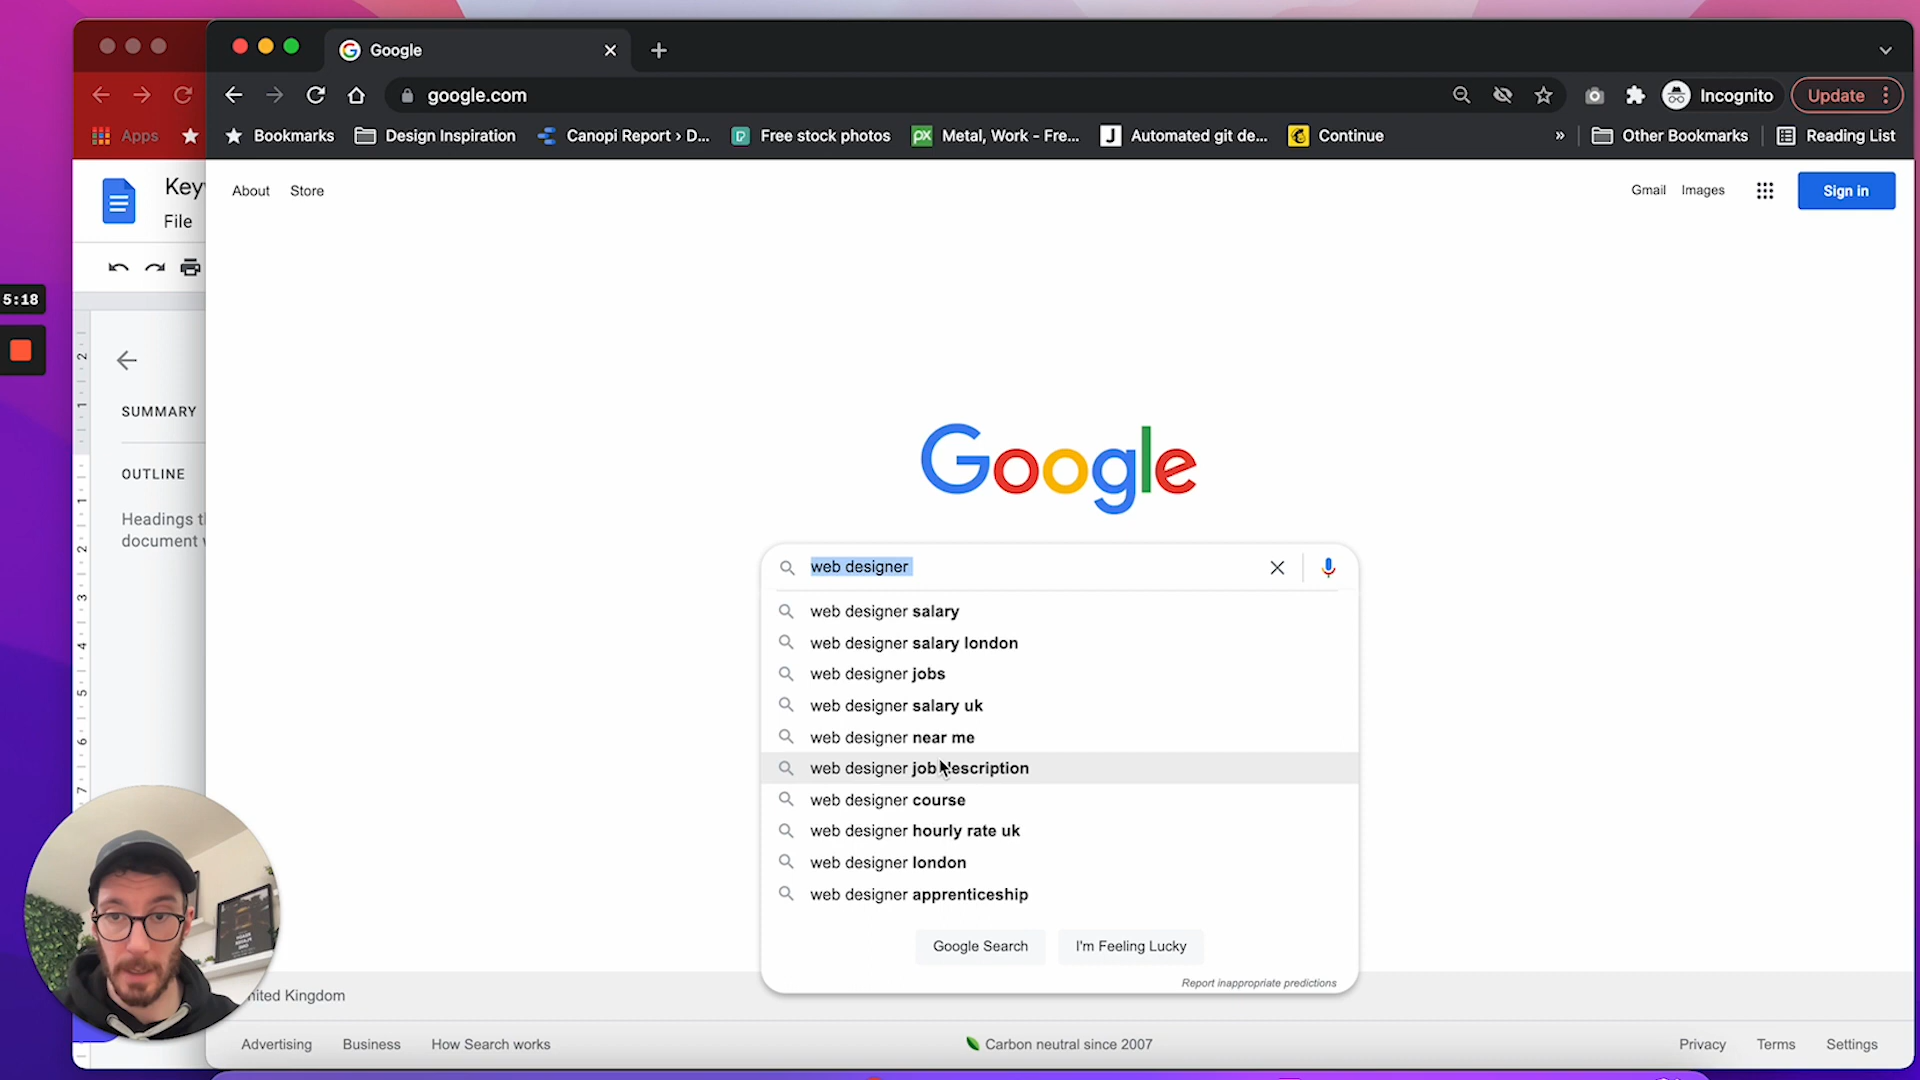 Google
google.com
Incognito
Update
Apps
Bookmarks
Design Inspiration
Canopi Report › D...
Free stock photos
Metal, Work - Fre...
Automated git de...
Continue
»
Other Bookmarks
Reading List
Key
File
About
Store
Gmail
Images
Sign in
5:18
SUMMARY
OUTLINE
Headings t
document
Google
web designer
web designer salary
web designer salary london
web designer jobs
web designer salary uk
web designer near me
web designer job description
web designer course
web designer hourly rate uk
web designer london
web designer apprenticeship
Google Search
I'm Feeling Lucky
Report inappropriate predictions
nited Kingdom
Advertising
Business
How Search works
Carbon neutral since 2007
Privacy
Terms
Settings